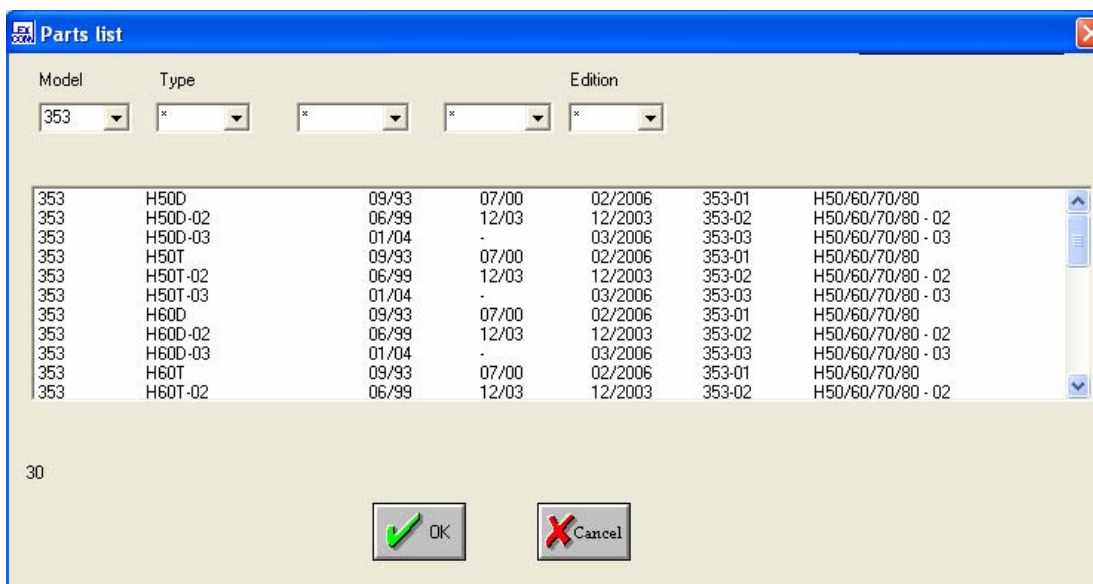 LEX COM Parts list
Model Type Edition
353 * * * *
353 H50D 09/93 07/00 02/2006 353-01 H50/60/70/80
353 H50D-02 06/99 12/03 12/2003 353-02 H50/60/70/80 - 02
353 H50D-03 01/04 - 03/2006 353-03 H50/60/70/80 - 03
353 H50T 09/93 07/00 02/2006 353-01 H50/60/70/80
353 H50T-02 06/99 12/03 12/2003 353-02 H50/60/70/80 - 02
353 H50T-03 01/04 - 03/2006 353-03 H50/60/70/80 - 03
353 H60D 09/93 07/00 02/2006 353-01 H50/60/70/80
353 H60D-02 06/99 12/03 12/2003 353-02 H50/60/70/80 - 02
353 H60D-03 01/04 - 03/2006 353-03 H50/60/70/80 - 03
353 H60T 09/93 07/00 02/2006 353-01 H50/60/70/80
353 H60T-02 06/99 12/03 12/2003 353-02 H50/60/70/80 - 02
30
OK Cancel